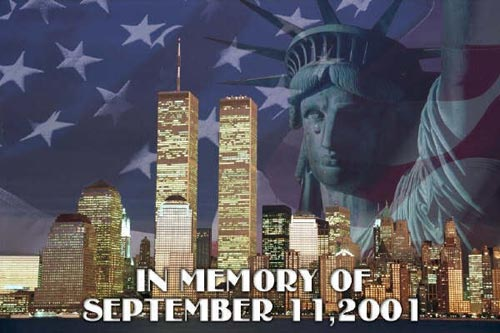 IN MEMORY OF
SEPTEMBER 11,2001